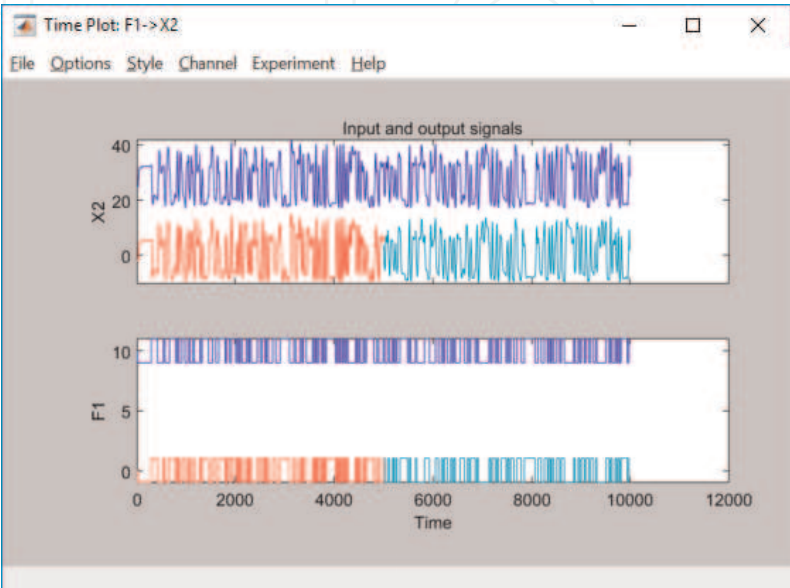 Time Plot: F1->X2
File Options Style Channel Experiment Help
Input and output signals
40
20
0
X2
10
5
0
F1
0 2000 4000 6000 8000 10000 12000
Time